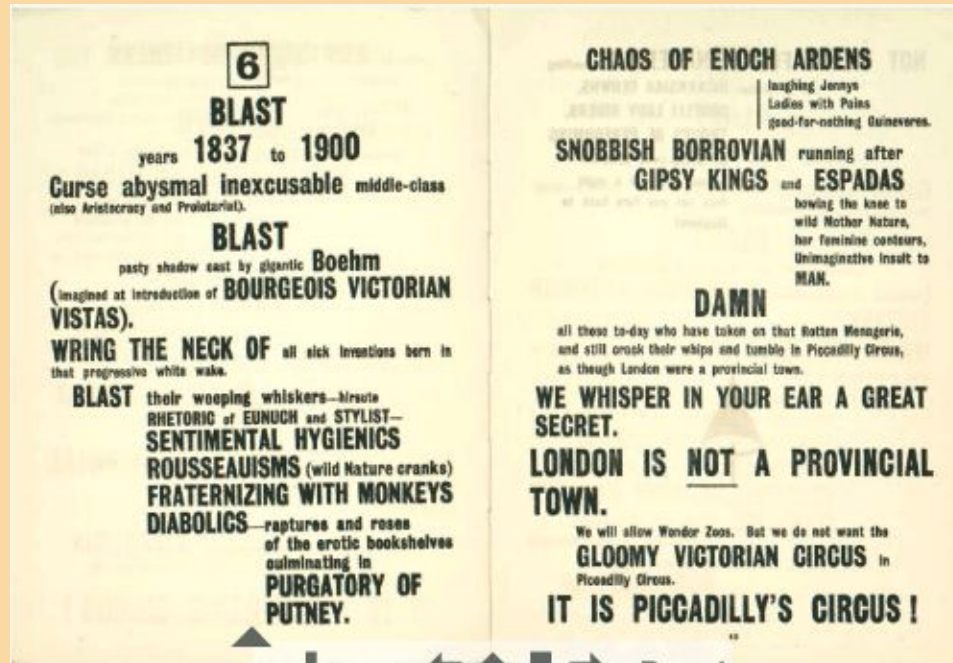 6
BLAST
years 1837 to 1900
Curse abysmal inexcusable middle-class
(also Aristocracy and Proletariat).
BLAST
pasty shadow cast by gigantic Boehm
(imagined at introduction of BOURGEOIS VICTORIAN
VISTAS).
WRING THE NECK OF all sick inventions born in
that progressive white wake.
BLAST their weeping whiskers—hirsute
RHETORIC of EUNUCH and STYLIST—
SENTIMENTAL HYGIENICS
ROUSSEAUISMS (wild Nature cranks)
FRATERNIZING WITH MONKEYS
DIABOLICS—raptures and roses
of the erotic bookshelves
culminating in
PURGATORY OF
PUTNEY.
CHAOS OF ENOCH ARDENS
laughing Jennys
Ladies with Pains
good-for-nothing Guineveres.
SNOBBISH BORROVIAN running after
GIPSY KINGS and ESPADAS
bowing the knee to
wild Mother Nature,
her feminine contours,
Unimaginative insult to
MAN.
DAMN
all those to-day who have taken on that Rotten Menagerie,
and still crack their whips and tumble in Piccadilly Circus,
as though London were a provincial town.
WE WHISPER IN YOUR EAR A GREAT
SECRET.
LONDON IS NOT A PROVINCIAL
TOWN.
We will allow Wonder Zoos. But we do not want the
GLOOMY VICTORIAN CIRCUS in
Piccadilly Circus.
IT IS PICCADILLY'S CIRCUS !